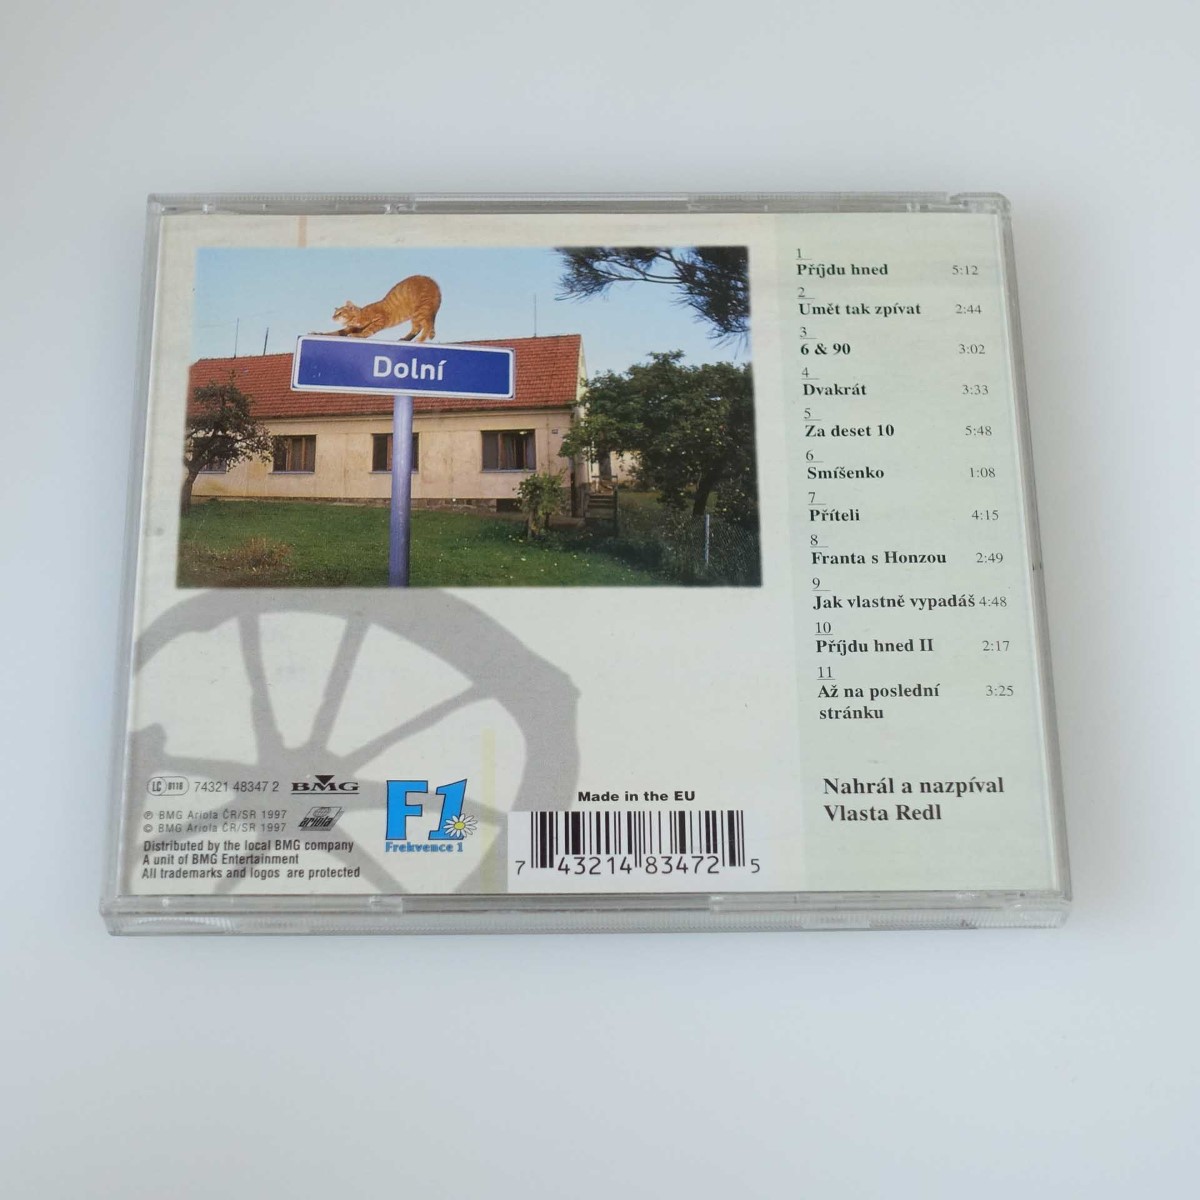 Dolní
1
Příjdu hned 5:12
2
Umět tak zpívat 2:44
3
6 & 90 3:02
4
Dvakrát 3:33
5
Za deset 10 5:48
6
Smíšenko 1:08
7
Příteli 4:15
8
Franta s Honzou 2:49
9
Jak vlastně vypadáš 4:48
10
Příjdu hned II 2:17
11
Až na poslední 3:25
stránku
Nahrál a nazpíval
Vlasta Redl
LC 0116 74321 48347 2 BMG
℗ BMG Ariola ČR/SR 1997
© BMG Ariola ČR/SR 1997
ariola
Distributed by the local BMG company
A unit of BMG Entertainment
All trademarks and logos are protected
F1
Frekvence 1
Made in the EU
7 43214 83472 5